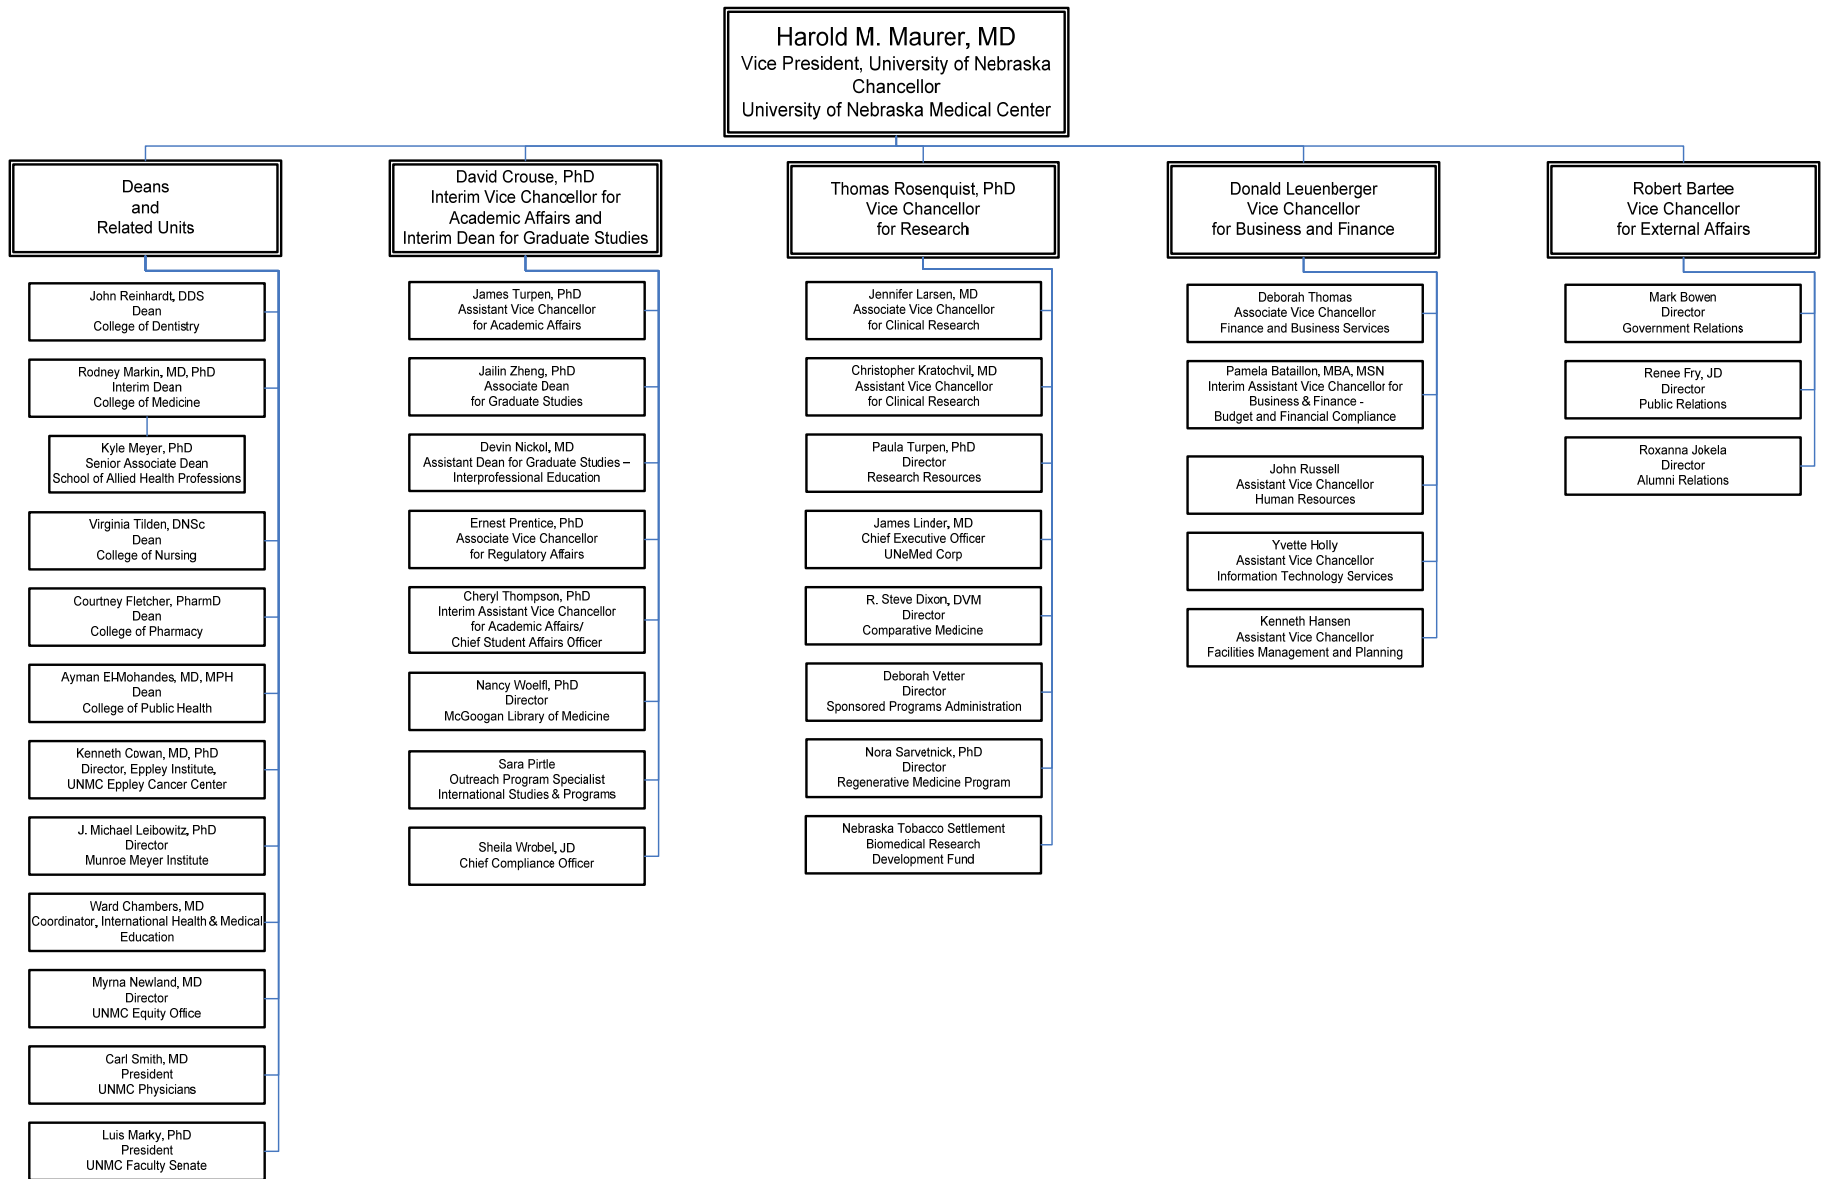 Harold M. Maurer, MD
Vice President, University of Nebraska
Chancellor
University of Nebraska Medical Center
Deans
and
Related Units
John Reinhardt, DDS
Dean
College of Dentistry
Rodney Markin, MD, PhD
Interim Dean
College of Medicine
Kyle Meyer, PhD
Senior Associate Dean
School of Allied Health Professions
Virginia Tilden, DNSc
Dean
College of Nursing
Courtney Fletcher, PharmD
Dean
College of Pharmacy
Ayman El-Mohandes, MD, MPH
Dean
College of Public Health
Kenneth Cowan, MD, PhD
Director, Eppley Institute,
UNMC Eppley Cancer Center
J. Michael Leibowitz, PhD
Director
Munroe Meyer Institute
Ward Chambers, MD
Coordinator, International Health & Medical
Education
Myrna Newland, MD
Director
UNMC Equity Office
Carl Smith, MD
President
UNMC Physicians
Luis Marky, PhD
President
UNMC Faculty Senate
David Crouse, PhD
Interim Vice Chancellor for
Academic Affairs and
Interim Dean for Graduate Studies
James Turpen, PhD
Assistant Vice Chancellor
for Academic Affairs
Jailin Zheng, PhD
Associate Dean
for Graduate Studies
Devin Nickol, MD
Assistant Dean for Graduate Studies –
Interprofessional Education
Ernest Prentice, PhD
Associate Vice Chancellor
for Regulatory Affairs
Cheryl Thompson, PhD
Interim Assistant Vice Chancellor
for Academic Affairs/
Chief Student Affairs Officer
Nancy Woelfl, PhD
Director
McGoogan Library of Medicine
Sara Pirtle
Outreach Program Specialist
International Studies & Programs
Sheila Wrobel, JD
Chief Compliance Officer
Thomas Rosenquist, PhD
Vice Chancellor
for Research
Jennifer Larsen, MD
Associate Vice Chancellor
for Clinical Research
Christopher Kratochvil, MD
Assistant Vice Chancellor
for Clinical Research
Paula Turpen, PhD
Director
Research Resources
James Linder, MD
Chief Executive Officer
UNeMed Corp
R. Steve Dixon, DVM
Director
Comparative Medicine
Deborah Vetter
Director
Sponsored Programs Administration
Nora Sarvetnick, PhD
Director
Regenerative Medicine Program
Nebraska Tobacco Settlement
Biomedical Research
Development Fund
Donald Leuenberger
Vice Chancellor
for Business and Finance
Deborah Thomas
Associate Vice Chancellor
Finance and Business Services
Pamela Bataillon, MBA, MSN
Interim Assistant Vice Chancellor for
Business & Finance -
Budget and Financial Compliance
John Russell
Assistant Vice Chancellor
Human Resources
Yvette Holly
Assistant Vice Chancellor
Information Technology Services
Kenneth Hansen
Assistant Vice Chancellor
Facilities Management and Planning
Robert Bartee
Vice Chancellor
for External Affairs
Mark Bowen
Director
Government Relations
Renee Fry, JD
Director
Public Relations
Roxanna Jokela
Director
Alumni Relations